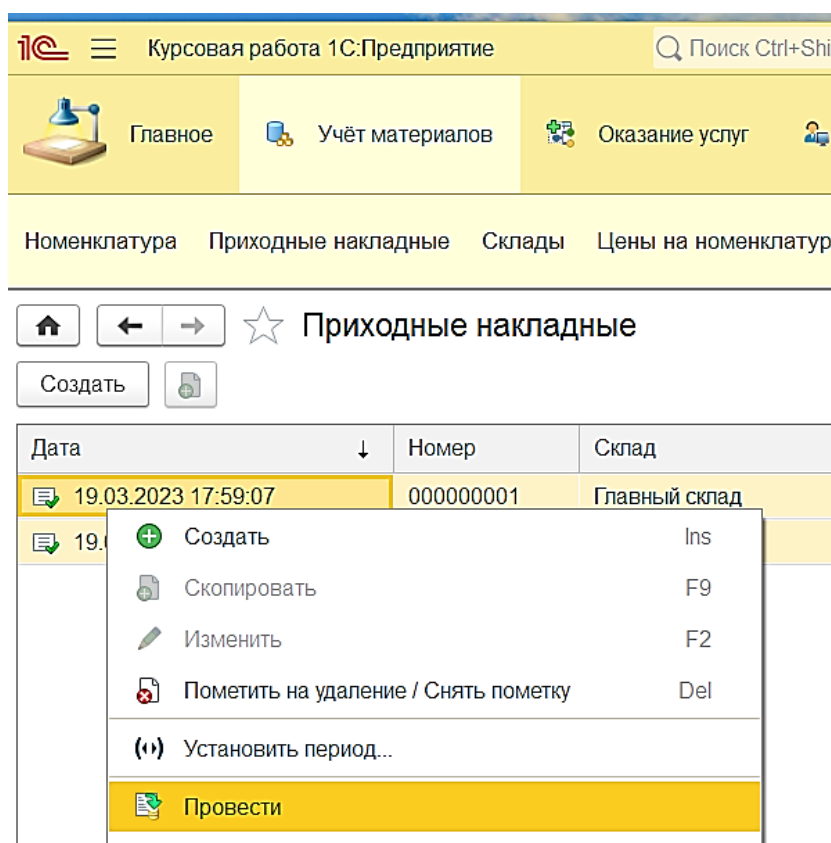 1С Курсовая работа 1С:Предприятие Поиск Ctrl+Shi
Главное Учёт материалов Оказание услуг
Номенклатура Приходные накладные Склады Цены на номенклатур
Приходные накладные
Создать
Дата ↓ Номер Склад
19.03.2023 17:59:07 000000001 Главный склад
19.0
Создать Ins
Скопировать F9
Изменить F2
Пометить на удаление / Снять пометку Del
Установить период...
Провести